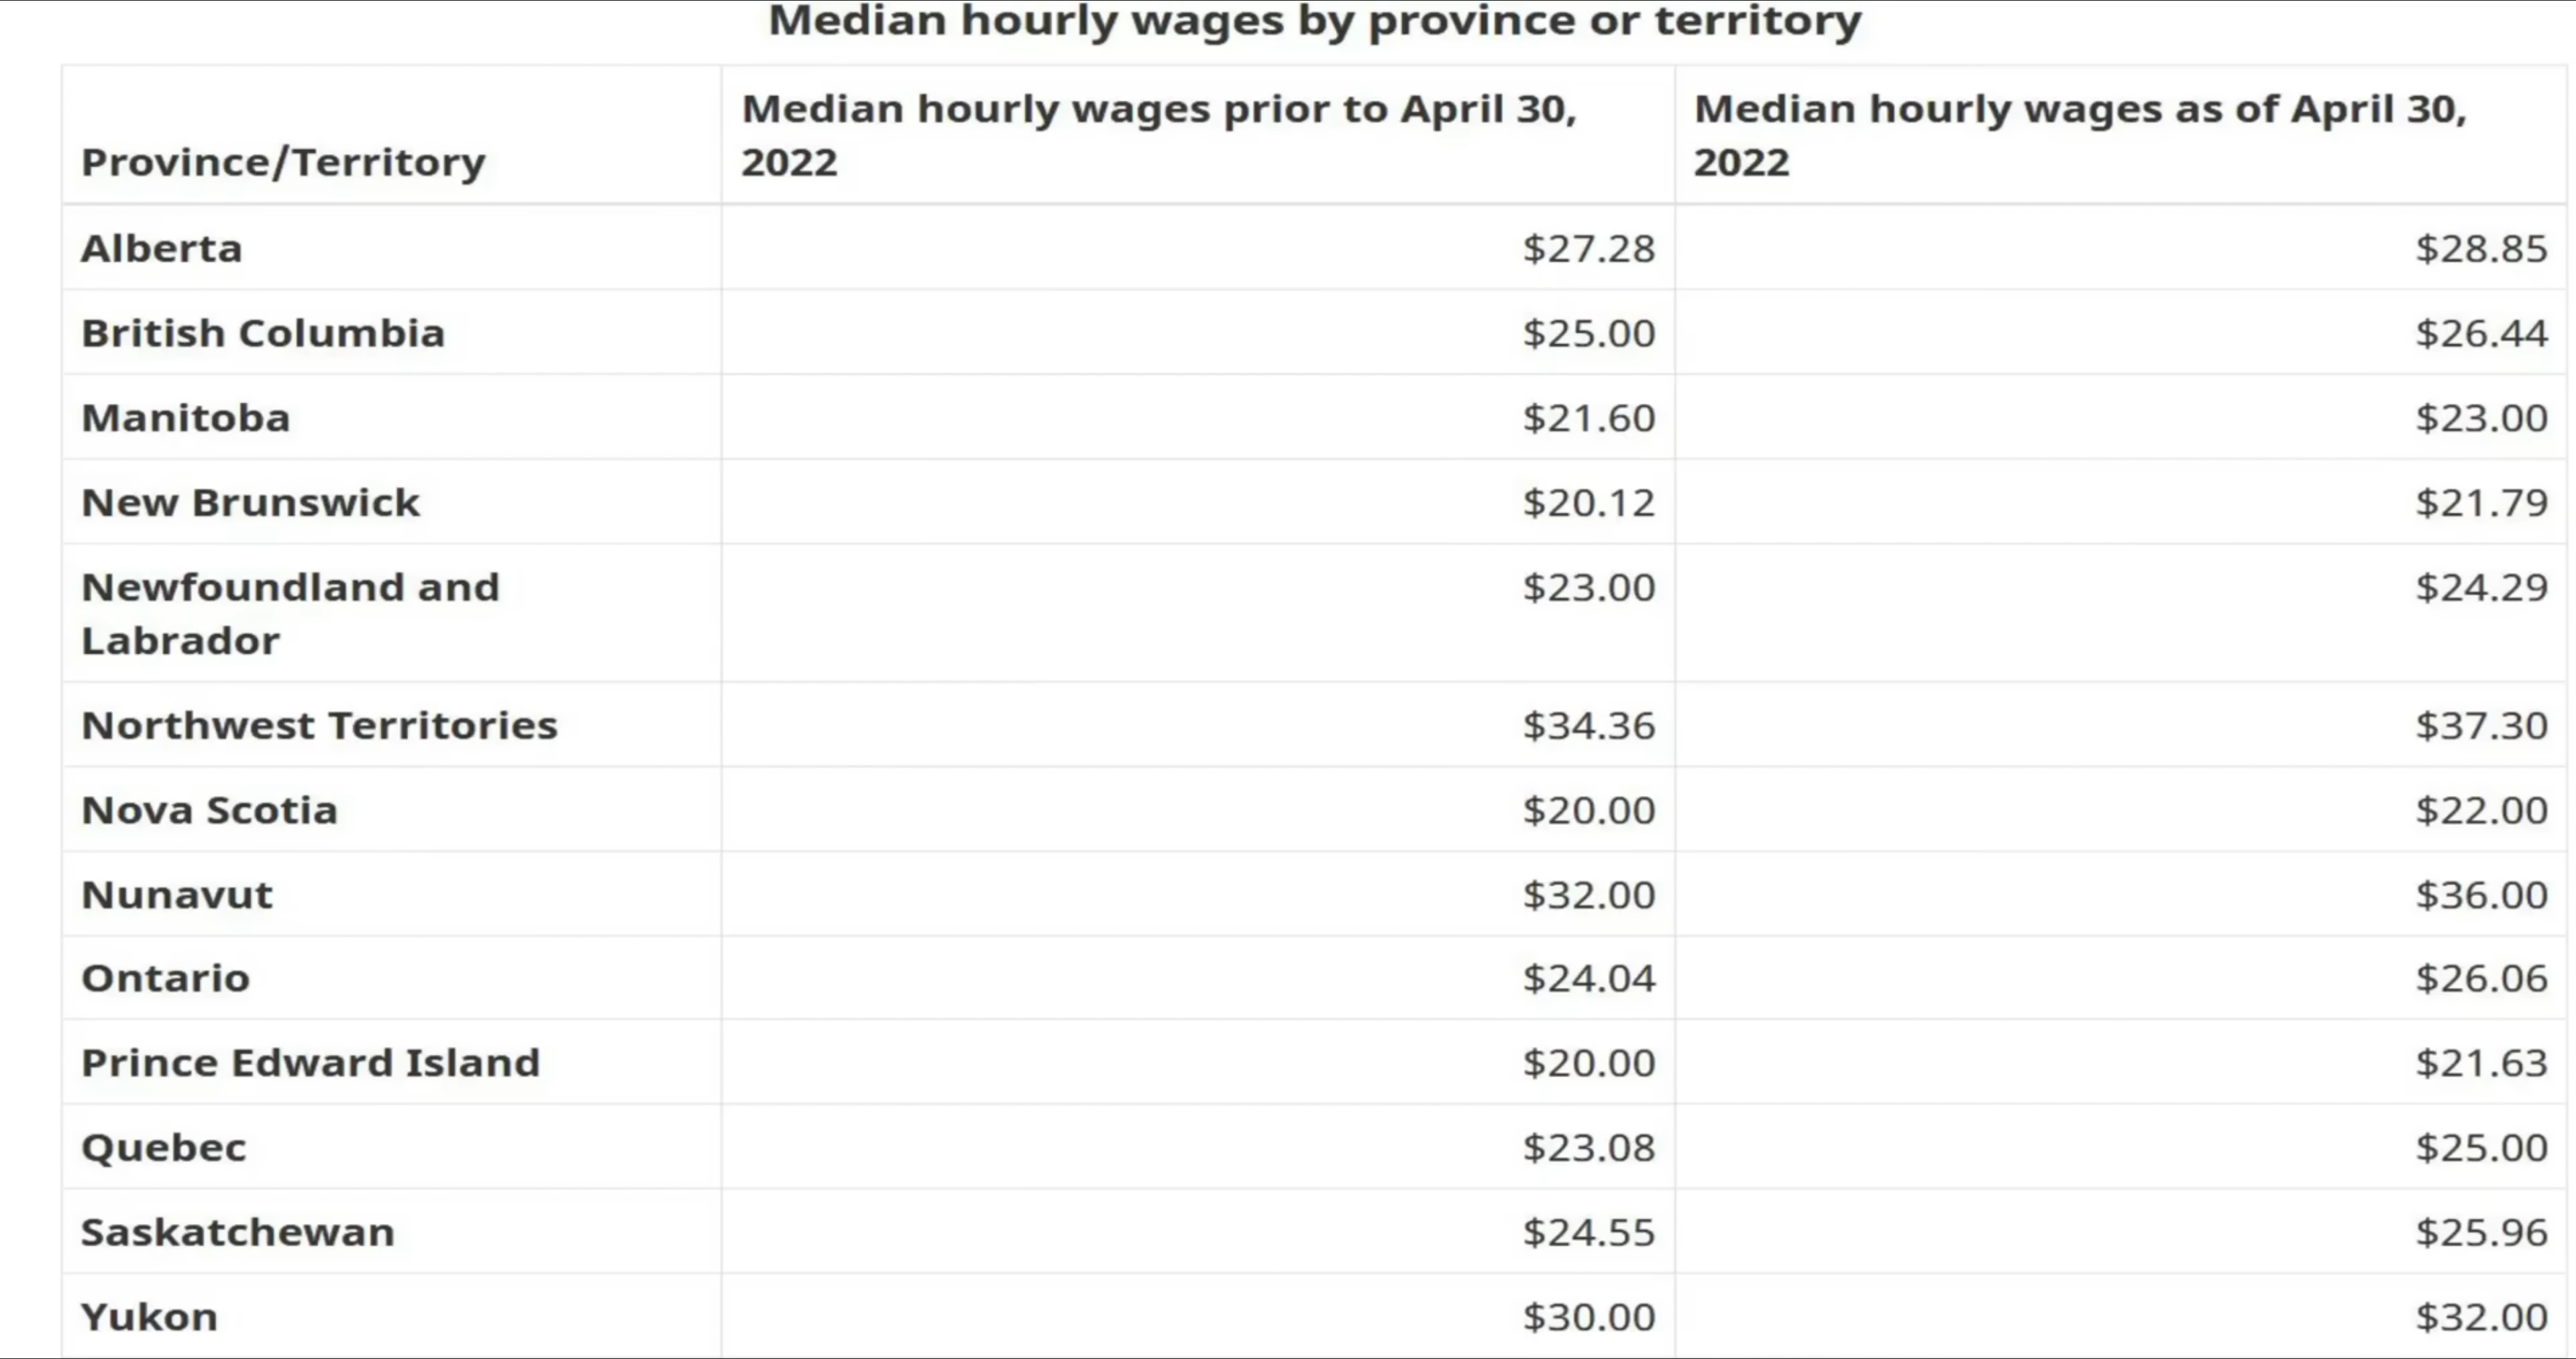 Median hourly wages by province or territory
Province/Territory
Median hourly wages prior to April 30,
2022
Median hourly wages as of April 30,
2022
Alberta $27.28 $28.85
British Columbia $25.00 $26.44
Manitoba $21.60 $23.00
New Brunswick $20.12 $21.79
Newfoundland and
Labrador $23.00 $24.29
Northwest Territories $34.36 $37.30
Nova Scotia $20.00 $22.00
Nunavut $32.00 $36.00
Ontario $24.04 $26.06
Prince Edward Island $20.00 $21.63
Quebec $23.08 $25.00
Saskatchewan $24.55 $25.96
Yukon $30.00 $32.00